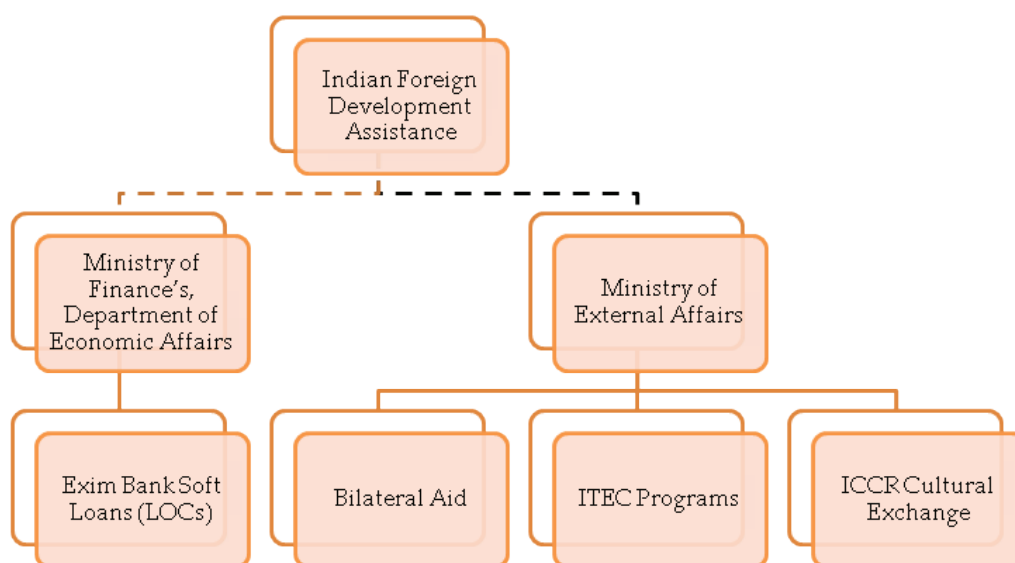 Indian Foreign
Development
Assistance
Ministry of
Finance's,
Department of
Economic Affairs
Ministry of
External Affairs
Exim Bank Soft
Loans (LOCs)
Bilateral Aid
ITEC Programs
ICCR Cultural
Exchange